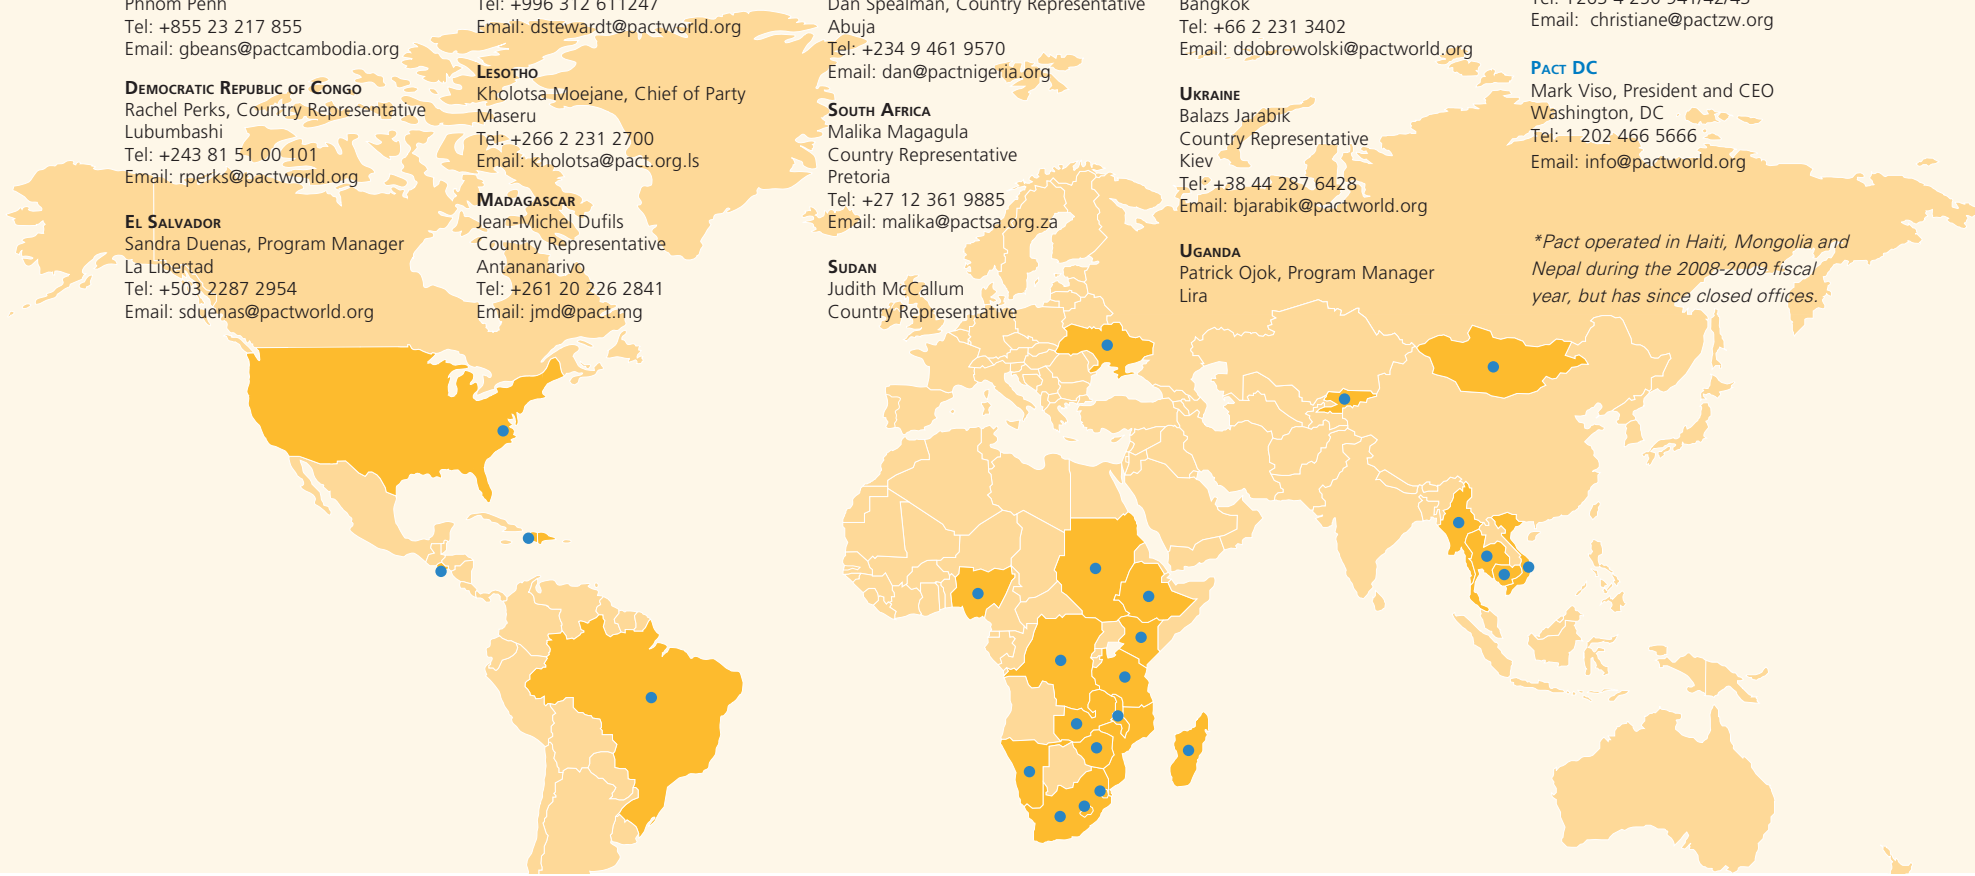 Phnom Penh
Tel: +855 23 217 855
Email: gbeans@pactcambodia.org
Democratic Republic of Congo
Rachel Perks, Country Representative
Lubumbashi
Tel: +243 81 51 00 101
Email: rperks@pactworld.org
El Salvador
Sandra Duenas, Program Manager
La Libertad
Tel: +503 2287 2954
Email: sduenas@pactworld.org
Tel: +996 312 611247
Email: dstewardt@pactworld.org
Lesotho
Kholotsa Moejane, Chief of Party
Maseru
Tel: +266 2 231 2700
Email: kholotsa@pact.org.ls
Madagascar
Jean-Michel Dufils
Country Representative
Antananarivo
Tel: +261 20 226 2841
Email: jmd@pact.mg
Dan Spealman, Country Representative
Abuja
Tel: +234 9 461 9570
Email: dan@pactnigeria.org
South Africa
Malika Magagula
Country Representative
Pretoria
Tel: +27 12 361 9885
Email: malika@pactsa.org.za
Sudan
Judith McCallum
Country Representative
Bangkok
Tel: +66 2 231 3402
Email: ddobrowolski@pactworld.org
Ukraine
Balazs Jarabik
Country Representative
Kiev
Tel: +38 44 287 6428
Email: bjarabik@pactworld.org
Uganda
Patrick Ojok, Program Manager
Lira
Tel: +263 4 250 941/42/43
Email: christiane@pactzw.org
Pact DC
Mark Viso, President and CEO
Washington, DC
Tel: 1 202 466 5666
Email: info@pactworld.org
*Pact operated in Haiti, Mongolia and
Nepal during the 2008-2009 fiscal
year, but has since closed offices.